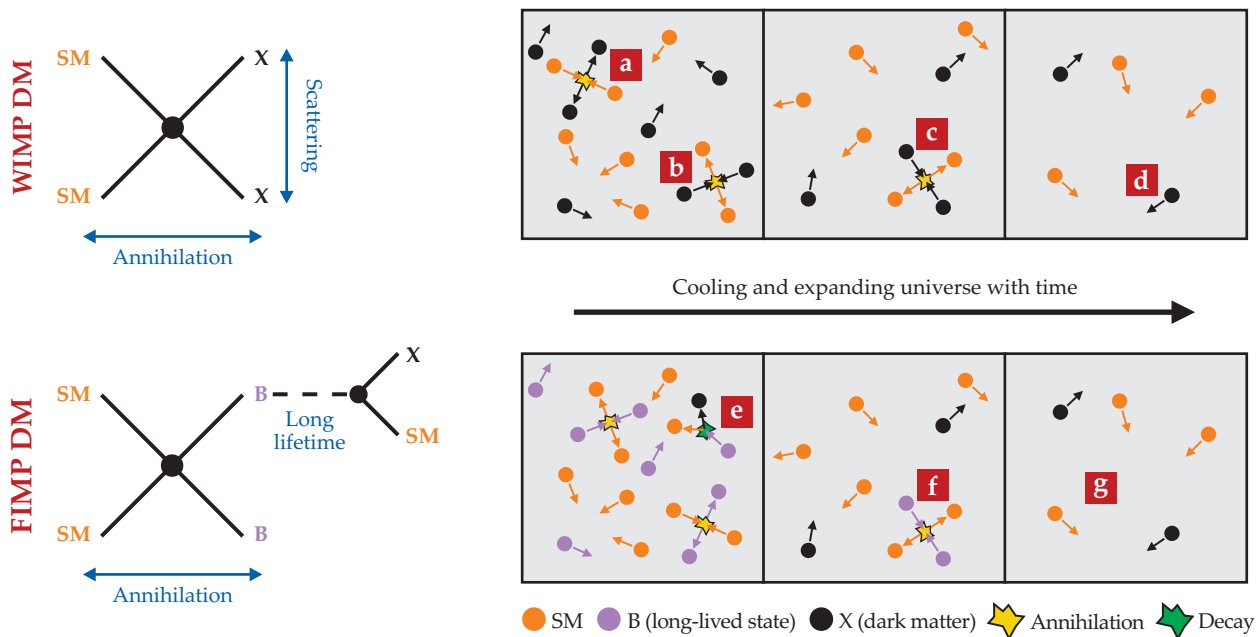 WIMP DM
SM
X
SM
X
Scattering
Annihilation
a
b
c
d
Cooling and expanding universe with time
FIMP DM
SM
B
X
Long
lifetime
SM
SM
B
Annihilation
e
f
g
SM
B (long-lived state)
X (dark matter)
Annihilation
Decay